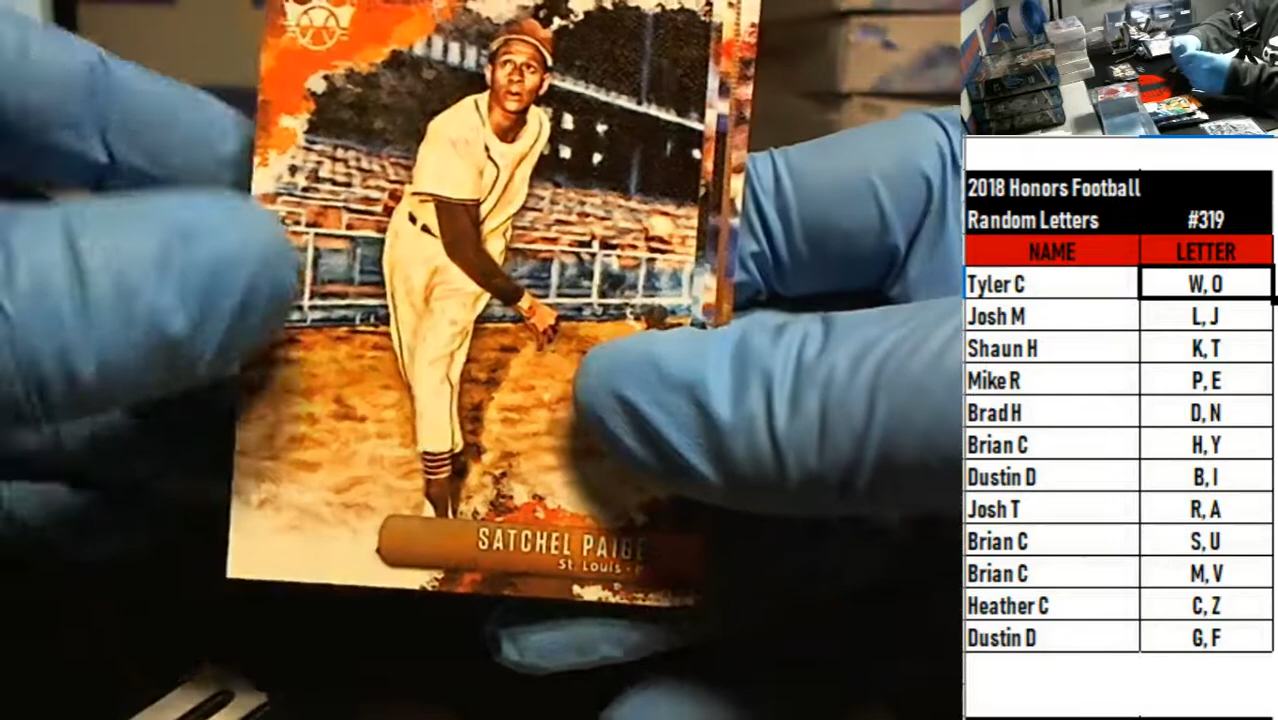 SATCHEL PAIGE
St. Louis - P
2018 Honors Football
Random Letters #319
NAME LETTER
Tyler C W, O
Josh M L, J
Shaun H K, T
Mike R P, E
Brad H D, N
Brian C H, Y
Dustin D B, I
Josh T R, A
Brian C S, U
Brian C M, V
Heather C C, Z
Dustin D G, F